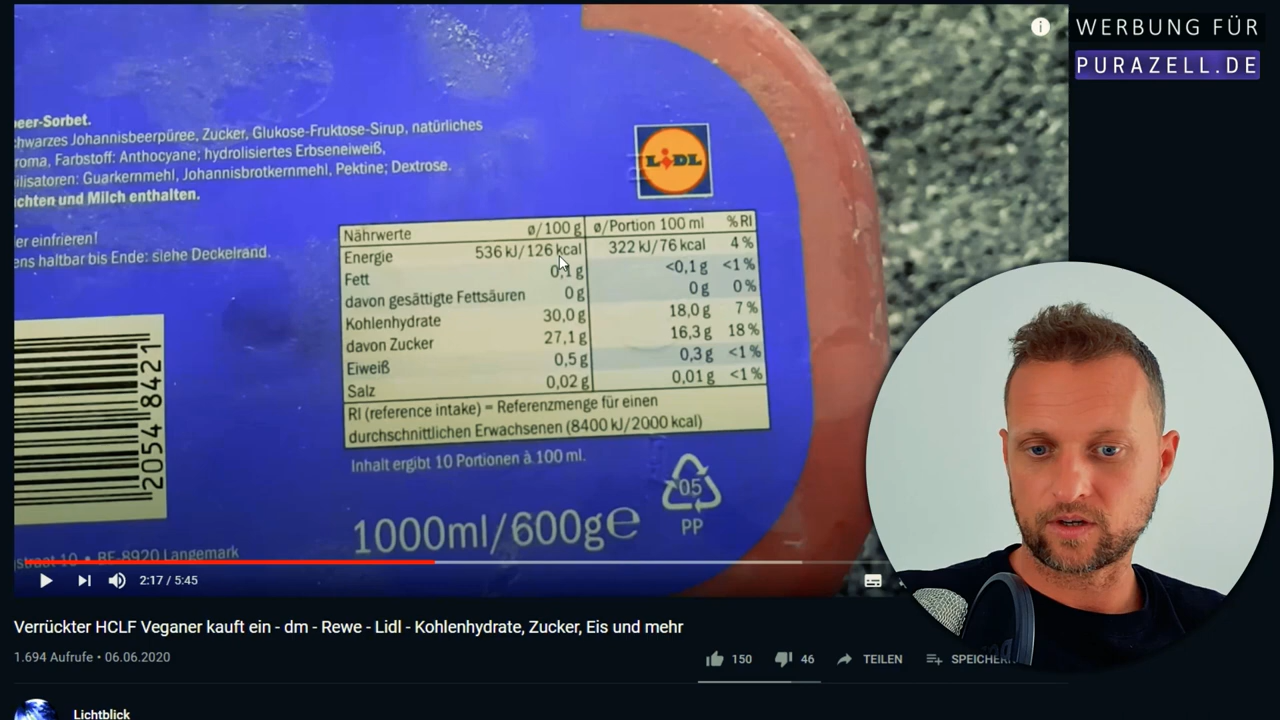 WERBUNG FÜR
PURAZELL.DE
eer-Sorbet.
hwarzes Johannisbeerpüree, Zucker, Glukose-Fruktose-Sirup, natürliches
roma, Farbstoff: Anthocyane; hydrolisiertes Erbseneiweiß,
ilisatoren: Guarkernmehl, Johannisbrotkernmehl, Pektine; Dextrose.
ichten und Milch enthalten.
er einfrieren!
ens haltbar bis Ende: siehe Deckelrand.
LIDL
Nährwerte ø/100 g ø/Portion 100 ml %RI
Energie 536 kJ/126 kcal 322 kJ/76 kcal 4 %
Fett 0,1 g <0,1 g <1 %
davon gesättigte Fettsäuren 0 g 0 g 0 %
Kohlenhydrate 30,0 g 18,0 g 7 %
davon Zucker 27,1 g 16,3 g 18 %
Eiweiß 0,5 g 0,3 g <1 %
Salz 0,02 g 0,01 g <1 %
RI (reference intake) = Referenzmenge für einen
durchschnittlichen Erwachsenen (8400 kJ/2000 kcal)
Inhalt ergibt 10 Portionen à 100 ml.
2054 8421
05
PP
1000ml/600g℮
straat 10 • BE-8920 Langemark
2:17 / 5:45
Verrückter HCLF Veganer kauft ein - dm - Rewe - Lidl - Kohlenhydrate, Zucker, Eis und mehr
1.694 Aufrufe • 06.06.2020
150 46 TEILEN SPEICHER
Lichtblick